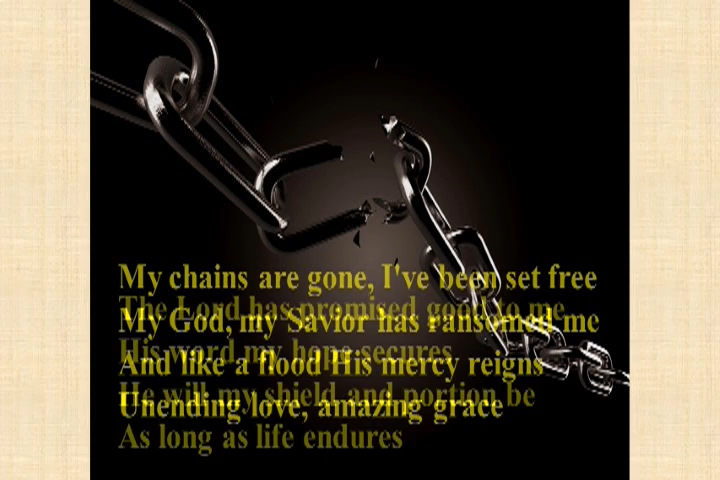 My chains are gone, I've been set free
The Lord has promised good to me
My God, my Savior has ransomed me
His word my hope secures
And like a flood His mercy reigns
He will my shield and portion be
Unending love, amazing grace
As long as life endures